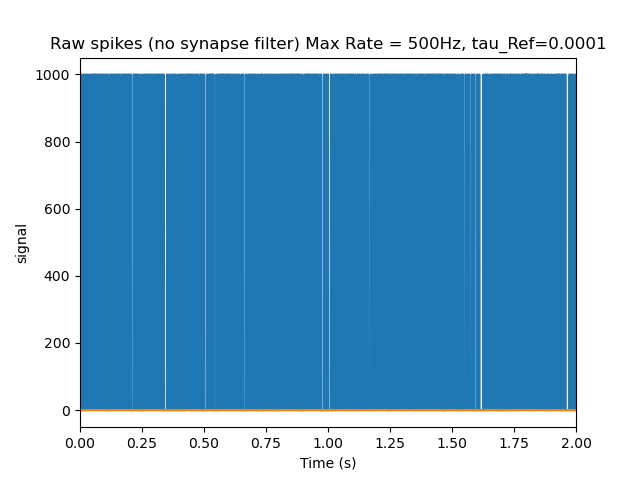 Raw spikes (no synapse filter) Max Rate = 500Hz, tau_Ref=0.0001
1000
800
600
400
200
0
signal
0.00 0.25 0.50 0.75 1.00 1.25 1.50 1.75 2.00
Time (s)